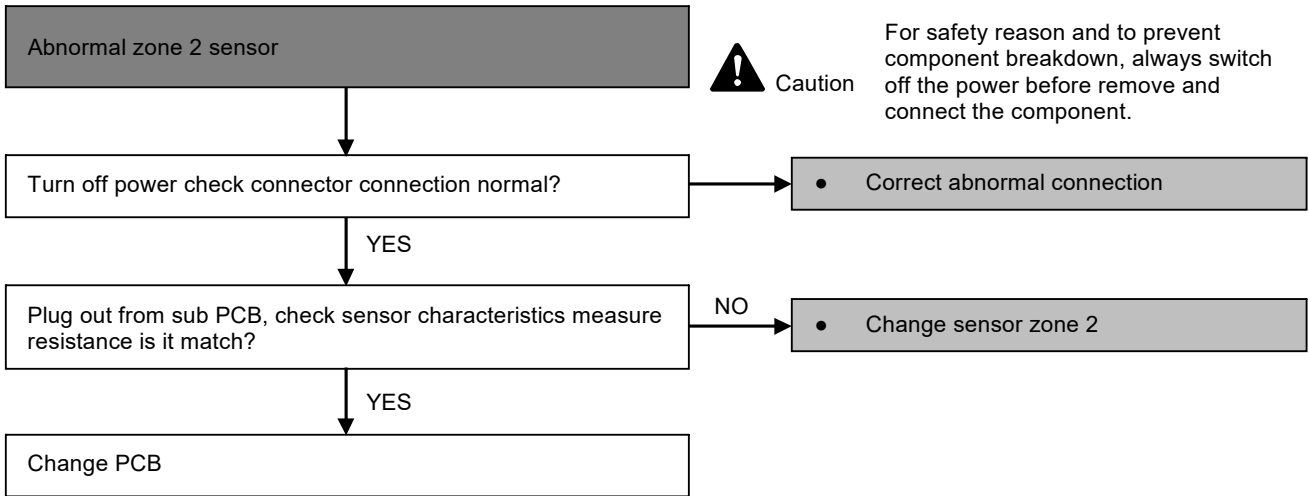 Abnormal zone 2 sensor
Caution
For safety reason and to prevent
component breakdown, always switch
off the power before remove and
connect the component.
Turn off power check connector connection normal?
● Correct abnormal connection
YES
Plug out from sub PCB, check sensor characteristics measure
resistance is it match?
NO
● Change sensor zone 2
YES
Change PCB